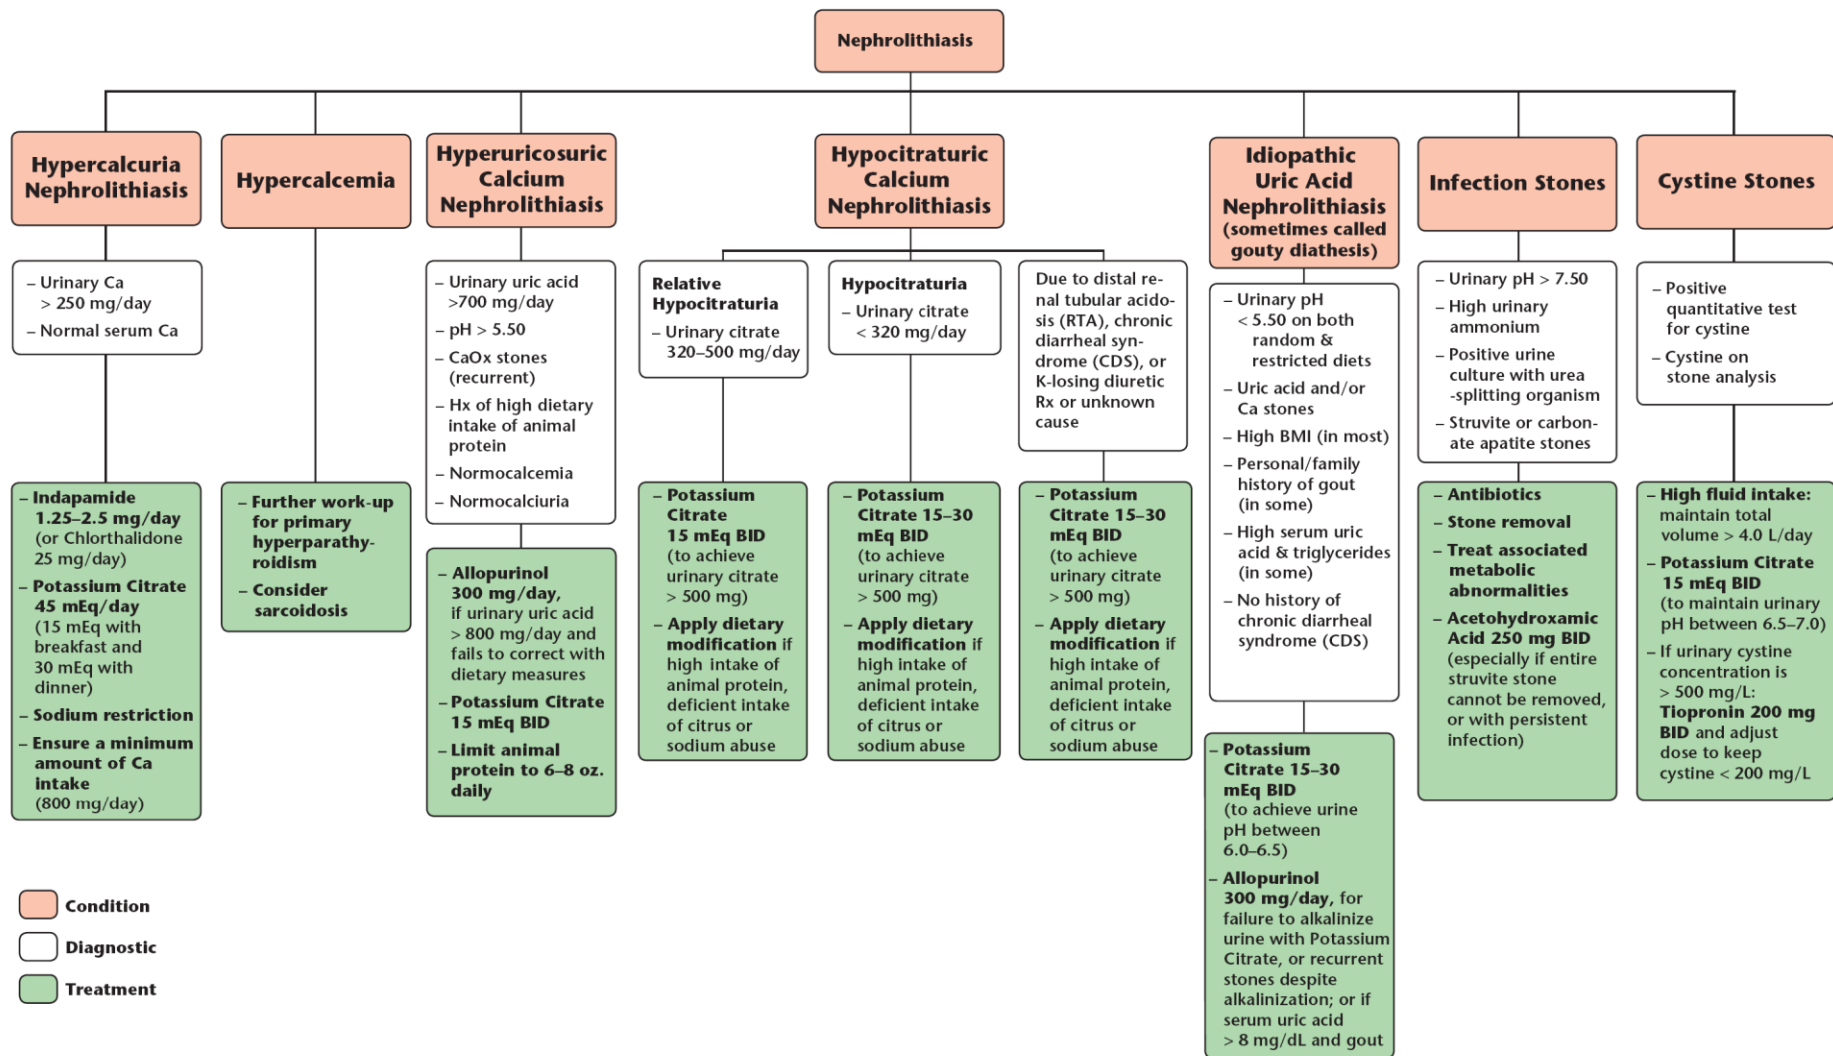 Nephrolithiasis
Hypercalcuria
Nephrolithiasis
– Urinary Ca
> 250 mg/day
– Normal serum Ca
– Indapamide
1.25–2.5 mg/day
(or Chlorthalidone
25 mg/day)
– Potassium Citrate
45 mEq/day
(15 mEq with
breakfast and
30 mEq with
dinner)
– Sodium restriction
– Ensure a minimum
amount of Ca
intake
(800 mg/day)
Hypercalcemia
– Further work-up
for primary
hyperparathy-
roidism
– Consider
sarcoidosis
Hyperuricosuric
Calcium
Nephrolithiasis
– Urinary uric acid
>700 mg/day
– pH > 5.50
– CaOx stones
(recurrent)
– Hx of high dietary
intake of animal
protein
– Normocalcemia
– Normocalciuria
– Allopurinol
300 mg/day,
if urinary uric acid
> 800 mg/day and
fails to correct with
dietary measures
– Potassium Citrate
15 mEq BID
– Limit animal
protein to 6–8 oz.
daily
Hypocitraturic
Calcium
Nephrolithiasis
Relative
Hypocitraturia
– Urinary citrate
320–500 mg/day
– Potassium
Citrate
15 mEq BID
(to achieve
urinary citrate
> 500 mg)
– Apply dietary
modification if
high intake of
animal protein,
deficient intake
of citrus or
sodium abuse
Hypocitraturia
– Urinary citrate
< 320 mg/day
– Potassium
Citrate 15–30
mEq BID
(to achieve
urinary citrate
> 500 mg)
– Apply dietary
modification if
high intake of
animal protein,
deficient intake
of citrus or
sodium abuse
Due to distal re-
nal tubular acido-
sis (RTA), chronic
diarrheal syn-
drome (CDS), or
K-losing diuretic
Rx or unknown
cause
– Potassium
Citrate 15–30
mEq BID
(to achieve
urinary citrate
> 500 mg)
– Apply dietary
modification if
high intake of
animal protein,
deficient intake
of citrus or
sodium abuse
Idiopathic
Uric Acid
Nephrolithiasis
(sometimes called
gouty diathesis)
– Urinary pH
< 5.50 on both
random &
restricted diets
– Uric acid and/or
Ca stones
– High BMI (in most)
– Personal/family
history of gout
(in some)
– High serum uric
acid & triglycerides
(in some)
– No history of
chronic diarrheal
syndrome (CDS)
– Potassium
Citrate 15–30
mEq BID
(to achieve urine
pH between
6.0–6.5)
– Allopurinol
300 mg/day, for
failure to alkalinize
urine with Potassium
Citrate, or recurrent
stones despite
alkalinization; or if
serum uric acid
> 8 mg/dL and gout
Infection Stones
– Urinary pH > 7.50
– High urinary
ammonium
– Positive urine
culture with urea
-splitting organism
– Struvite or carbon-
ate apatite stones
– Antibiotics
– Stone removal
– Treat associated
metabolic
abnormalities
– Acetohydroxamic
Acid 250 mg BID
(especially if entire
struvite stone
cannot be removed,
or with persistent
infection)
Cystine Stones
– Positive
quantitative test
for cystine
– Cystine on
stone analysis
– High fluid intake:
maintain total
volume > 4.0 L/day
– Potassium Citrate
15 mEq BID
(to maintain urinary
pH between 6.5–7.0)
– If urinary cystine
concentration is
> 500 mg/L:
Tiopronin 200 mg
BID and adjust
dose to keep
cystine < 200 mg/L
Condition
Diagnostic
Treatment